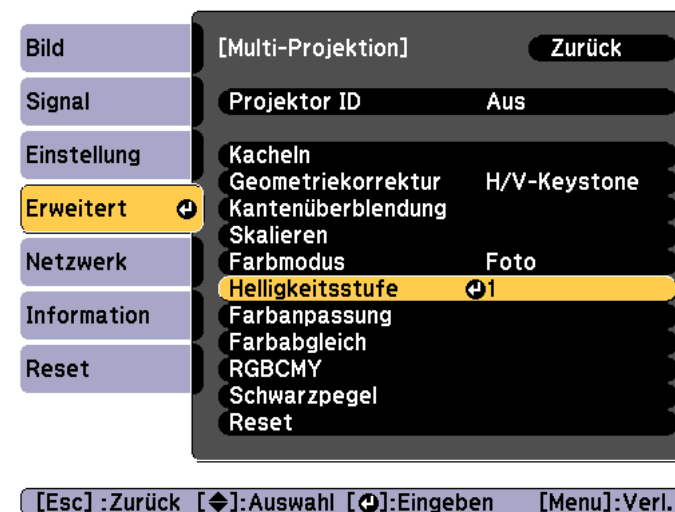 Bild
Signal
Einstellung
Erweitert
Netzwerk
Information
Reset
[Multi-Projektion] Zurück
Projektor ID Aus
Kacheln
Geometriekorrektur H/V-Keystone
Kantenüberblendung
Skalieren
Farbmodus Foto
Helligkeitsstufe 1
Farbanpassung
Farbabgleich
RGBCMY
Schwarzpegel
Reset
[Esc] :Zurück [◆]:Auswahl [↵]:Eingeben [Menu]:Verl.